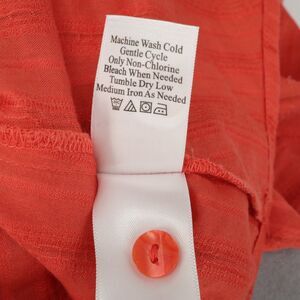 Machine Wash Cold
Gentle Cycle
Only Non-Chlorine
Bleach When Needed
Tumble Dry Low
Medium Iron As Needed